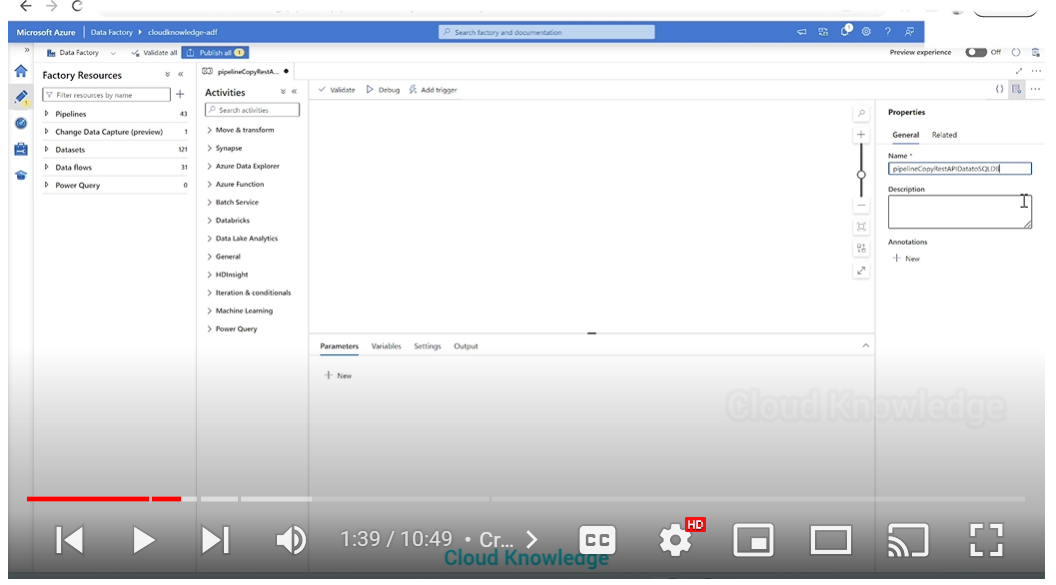 Microsoft Azure | Data Factory cloudknowledge-adf Search factory and documentation
Data Factory Validate all Publish all 1 Preview experience Off
Factory Resources
Filter resources by name
Pipelines 43
Change Data Capture (preview) 1
Datasets 121
Data flows 31
Power Query 0
pipelineCopyRestA...
Activities
Search activities
Move & transform
Synapse
Azure Data Explorer
Azure Function
Batch Service
Databricks
Data Lake Analytics
General
HDInsight
Iteration & conditionals
Machine Learning
Power Query
Validate Debug Add trigger
Parameters Variables Settings Output
New
Properties
General Related
Name *
pipelineCopyRestAPIDatatoSQLDB
Description
Annotations
New
Cloud Knowledge
1:39 / 10:49 • Cr... CC HD
Cloud Knowledge